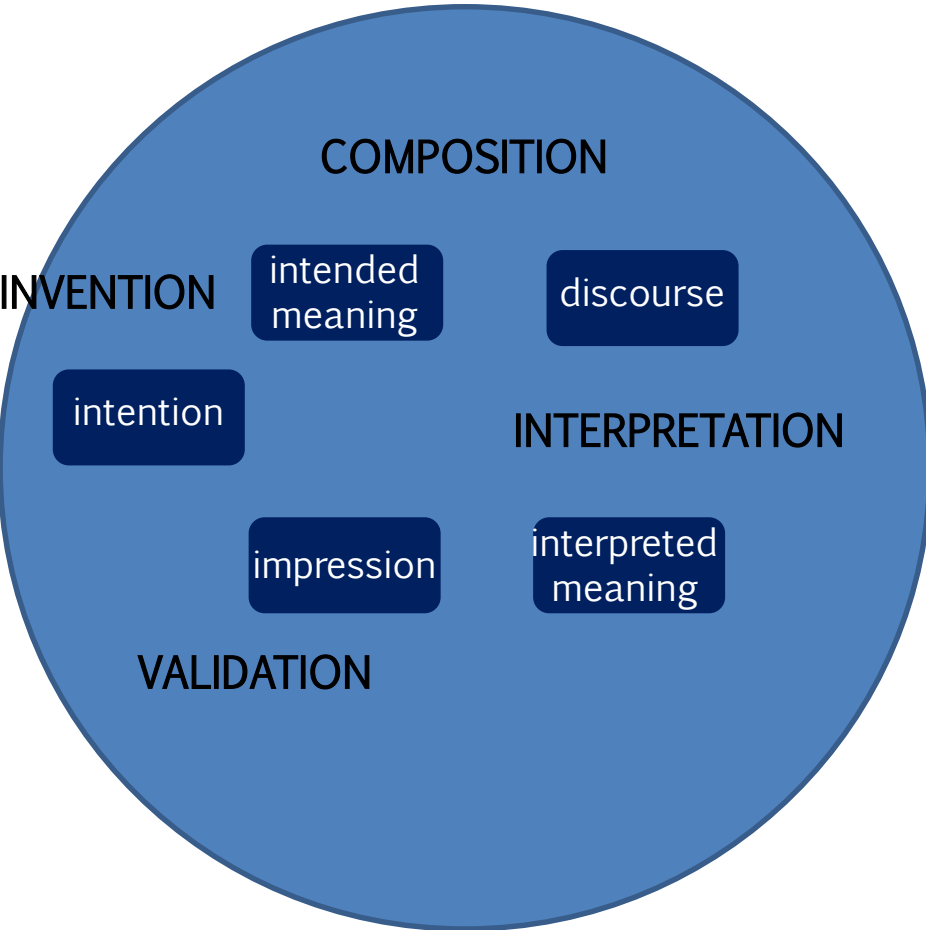 COMPOSITION
INVENTION
intended
meaning
discourse
intention
INTERPRETATION
impression
interpreted
meaning
VALIDATION